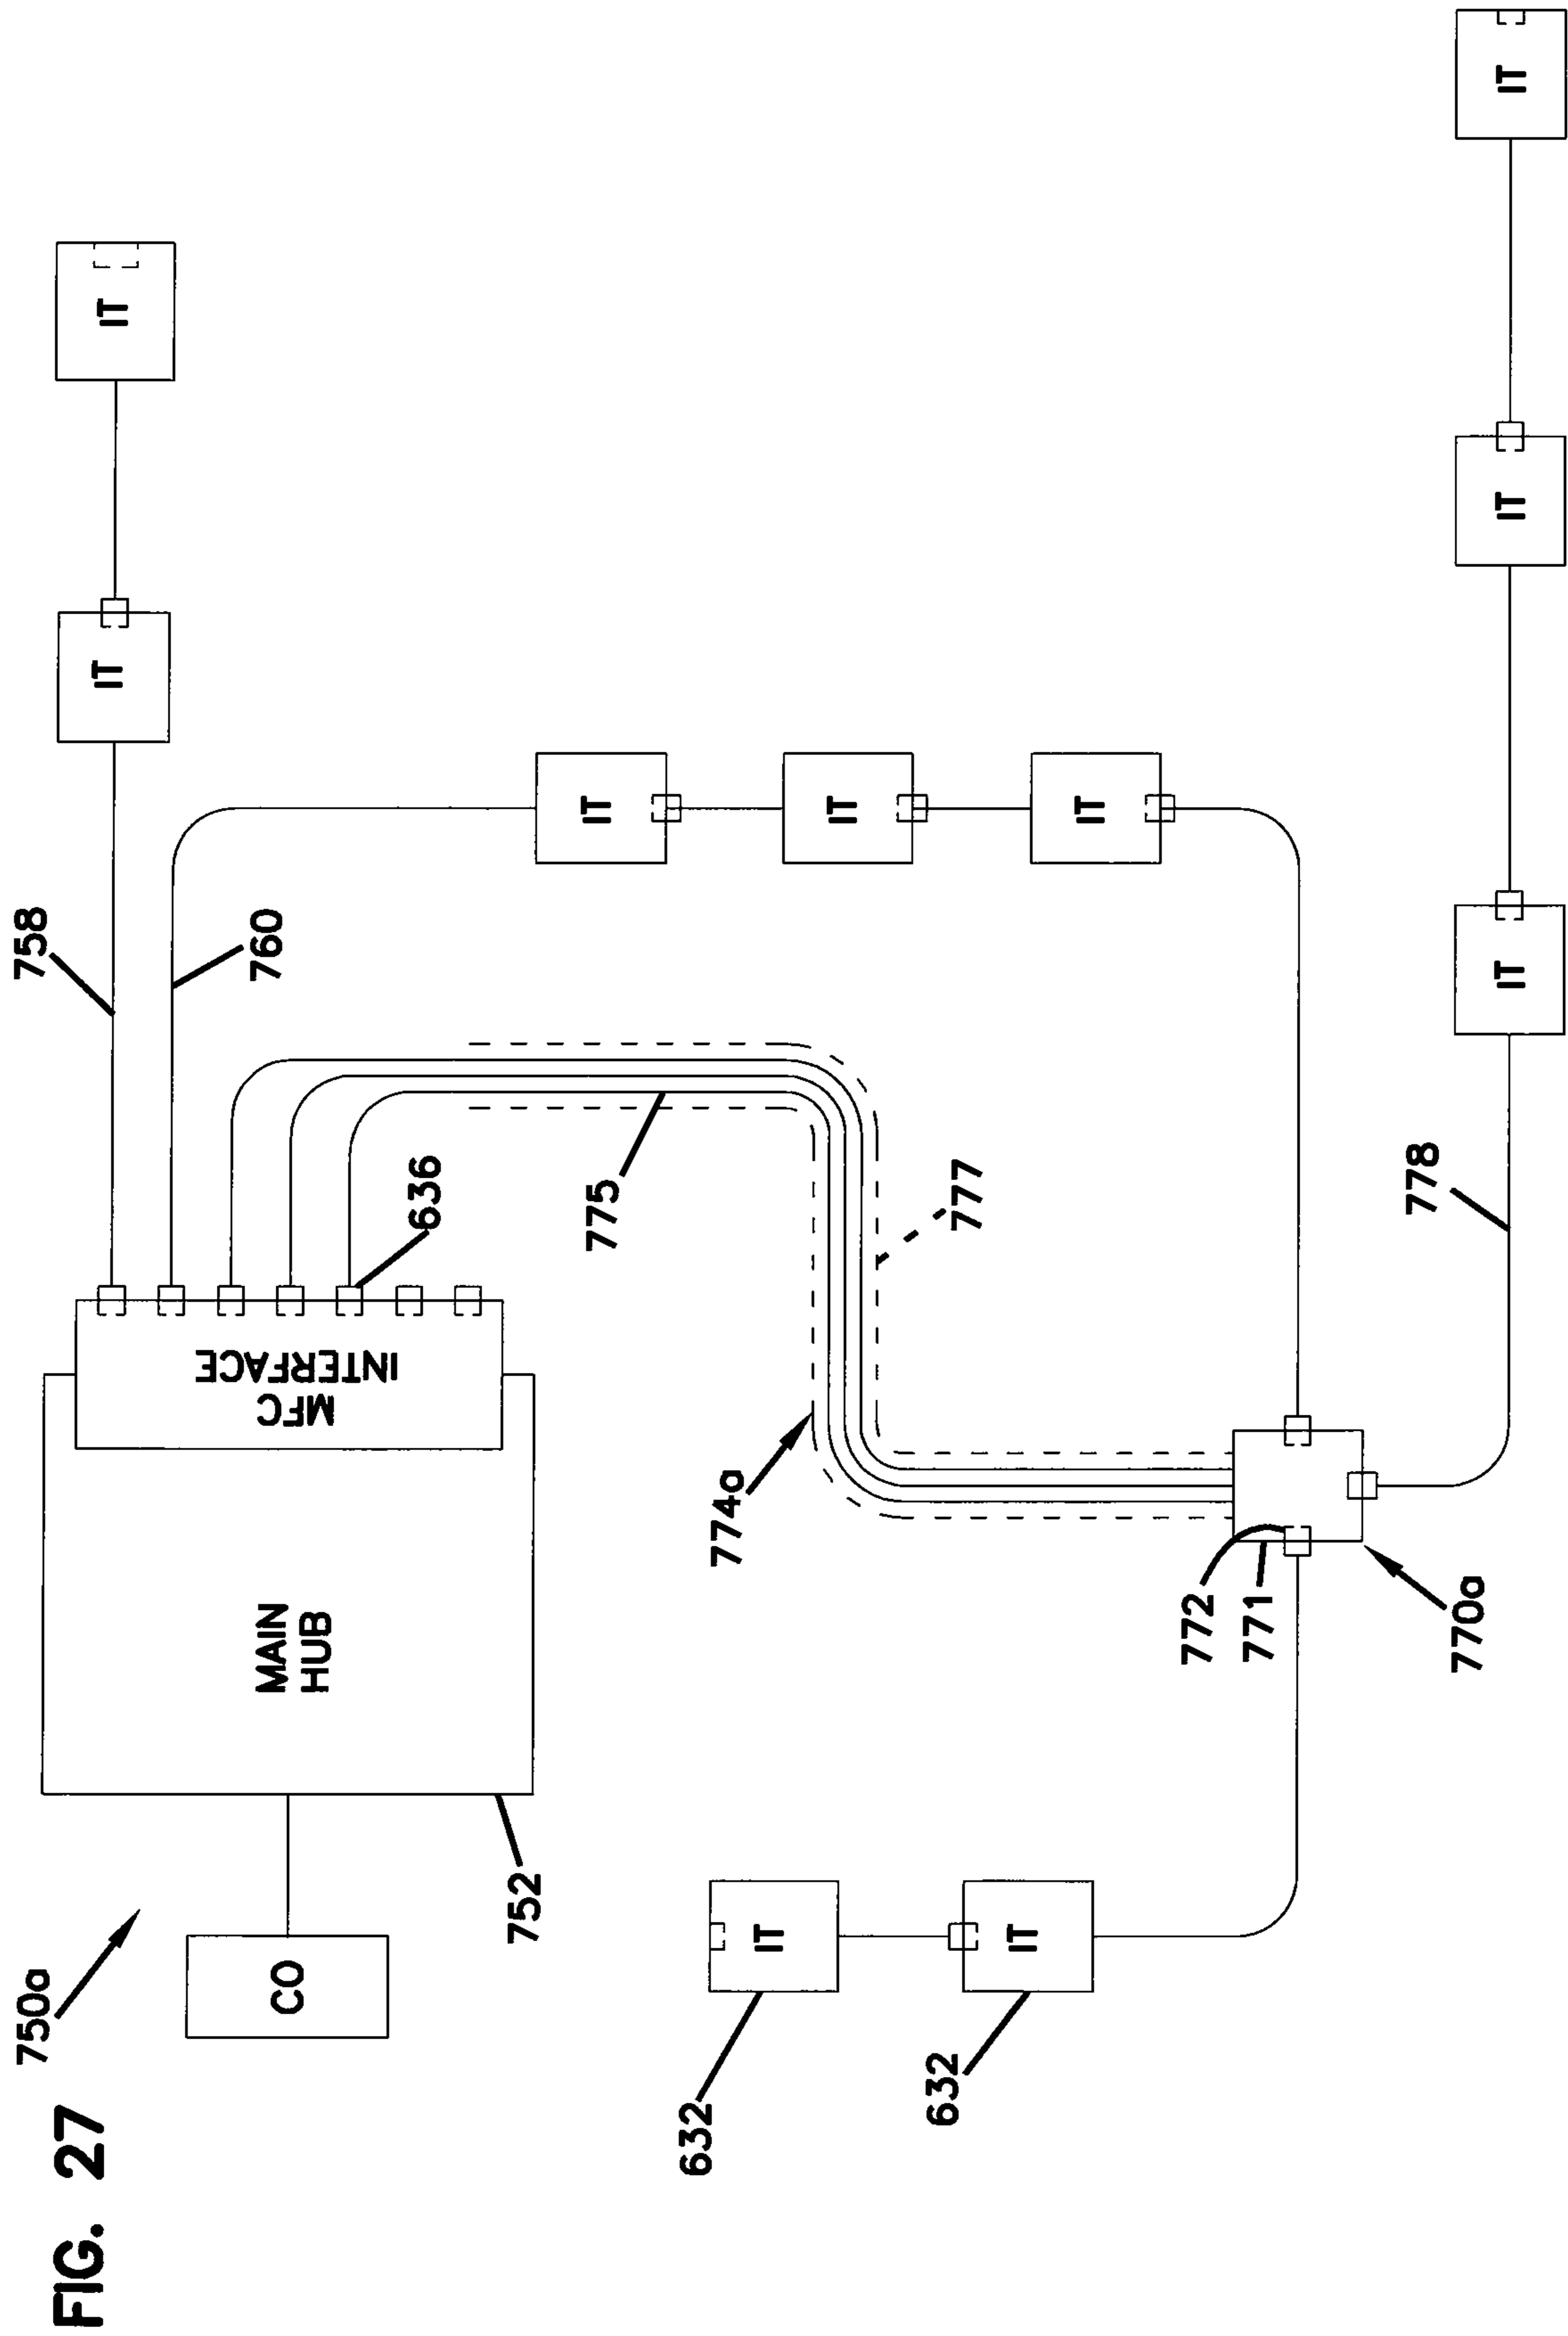 FIG. 27
750a
CO
752
MAIN
HUB
MFC
INTERFACE
636
758
760
IT
IT
IT
IT
IT
775
777
774a
772
771
770a
778
632
IT
632
IT
IT
IT
IT